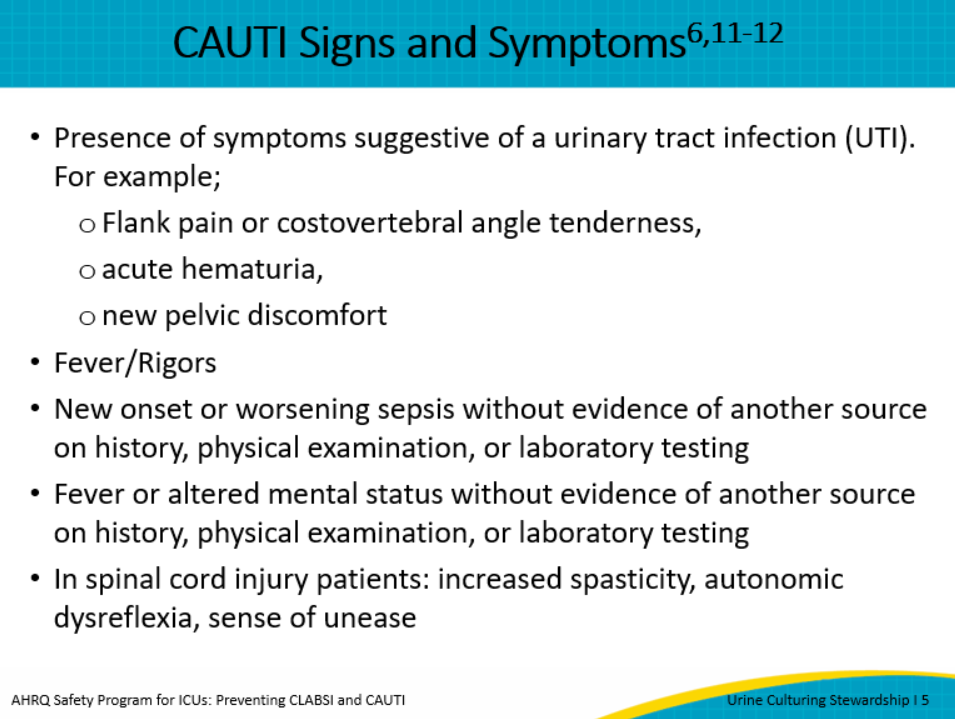 CAUTI Signs and Symptoms6,11-12
• Presence of symptoms suggestive of a urinary tract infection (UTI).
For example;
o Flank pain or costovertebral angle tenderness,
o acute hematuria,
o new pelvic discomfort
• Fever/Rigors
• New onset or worsening sepsis without evidence of another source
on history, physical examination, or laboratory testing
• Fever or altered mental status without evidence of another source
on history, physical examination, or laboratory testing
• In spinal cord injury patients: increased spasticity, autonomic
dysreflexia, sense of unease
AHRQ Safety Program for ICUs: Preventing CLABSI and CAUTI
Urine Culturing Stewardship I 5